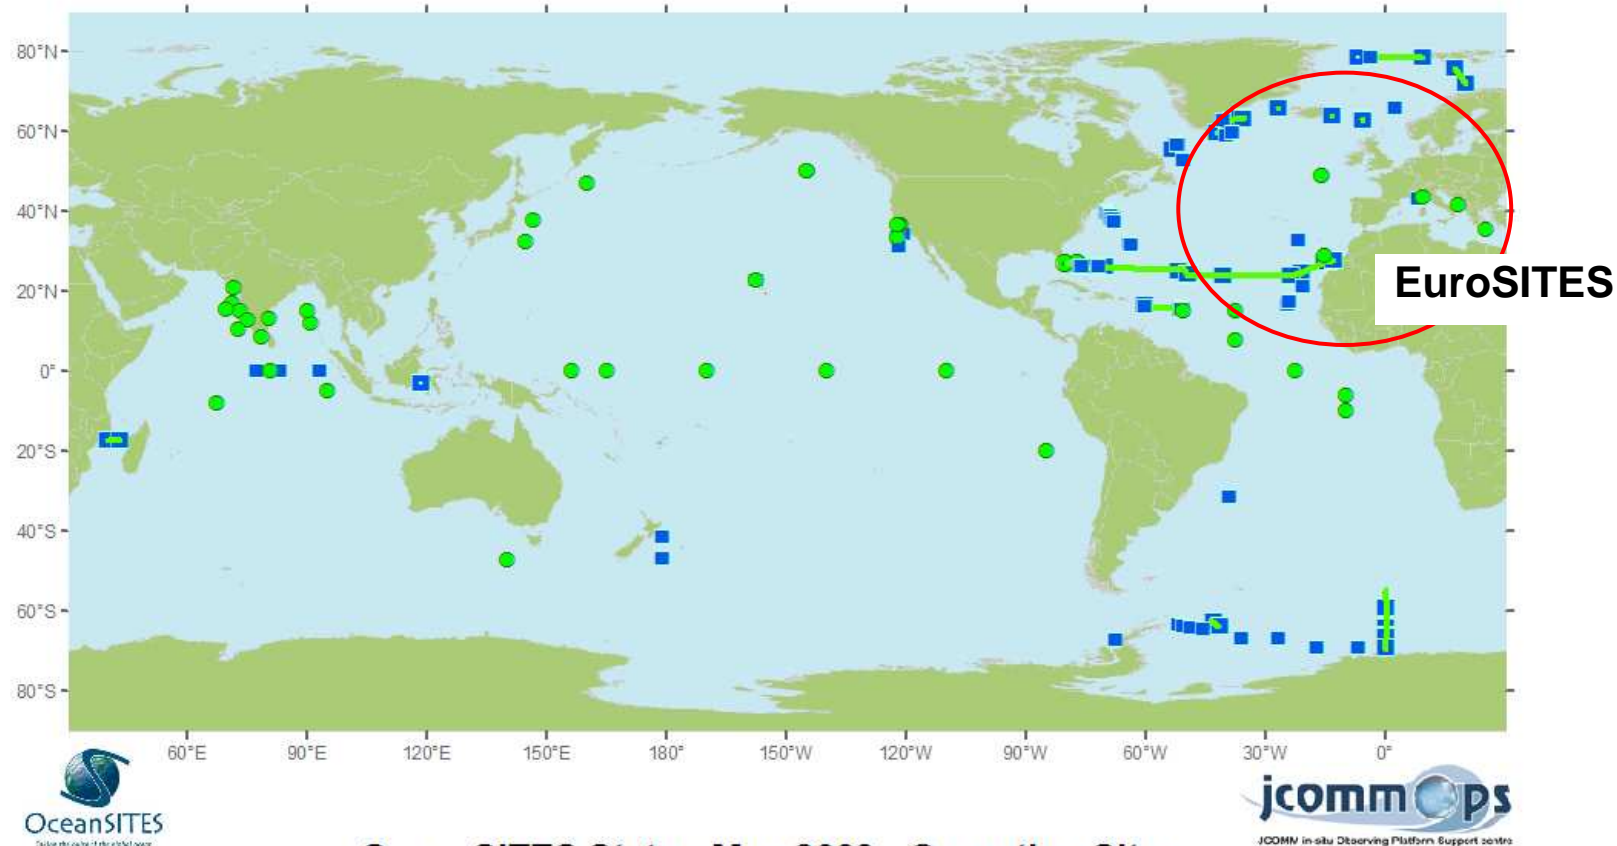 80°N
60°N
40°N
20°N
0°
20°S
40°S
60°S
80°S
EuroSITES
60°E 90°E 120°E 150°E 180° 150°W 120°W 90°W 60°W 30°W 0°
OceanSITES
jcommOps
JCOMM in-situ Observing Platform Support centre